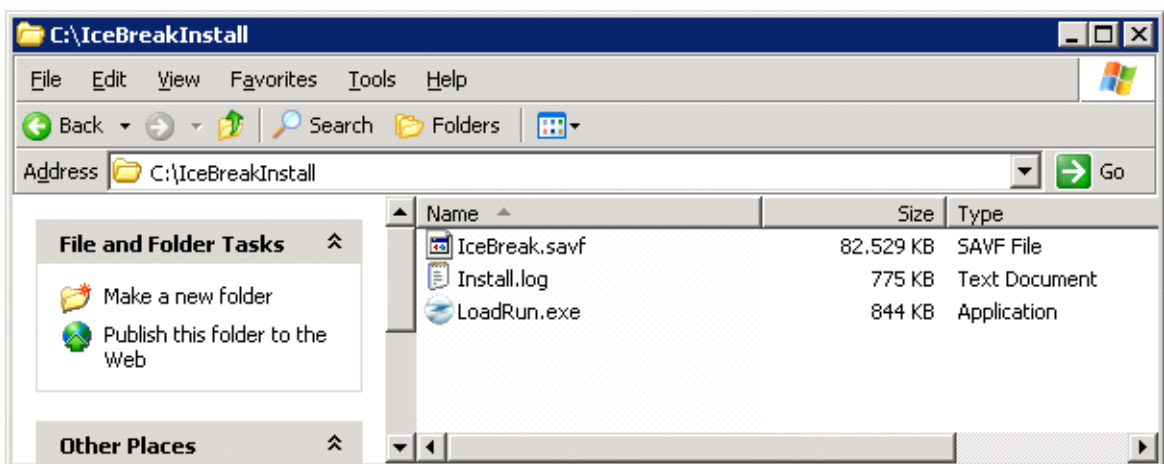 C:\IceBreakInstall
File Edit View Favorites Tools Help
Back Search Folders
Address C:\IceBreakInstall Go
Name Size Type
File and Folder Tasks
IceBreak.savf 82.529 KB SAVF File
Install.log 775 KB Text Document
Make a new folder
LoadRun.exe 844 KB Application
Publish this folder to the
Web
Other Places